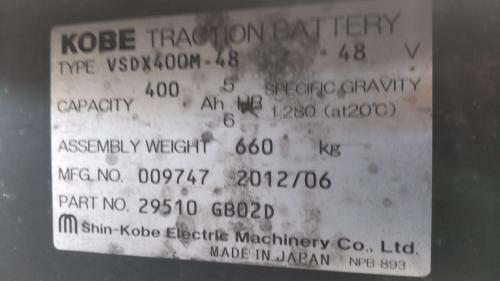 KOBE TRACTION BATTERY
TYPE VSDX400M-48 48 V
CAPACITY 400 Ah 5 HR SPECIFIC GRAVITY
6 1.280 (at20°C)
ASSEMBLY WEIGHT 660 kg
MFG. NO. 009747 2012/06
PART NO. 29510 GB02D
Shin-Kobe Electric Machinery Co., Ltd.
MADE IN JAPAN NPB-893